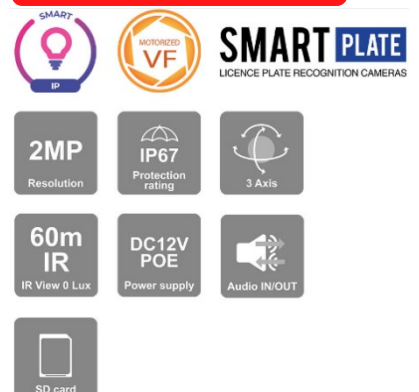 SMART
IP
MOTORIZED
VF
SMART PLATE
LICENCE PLATE RECOGNITION CAMERAS
2MP
Resolution
IP67
Protection
rating
3 Axis
60m
IR
IR View 0 Lux
DC12V
POE
Power supply
Audio IN/OUT
SD card